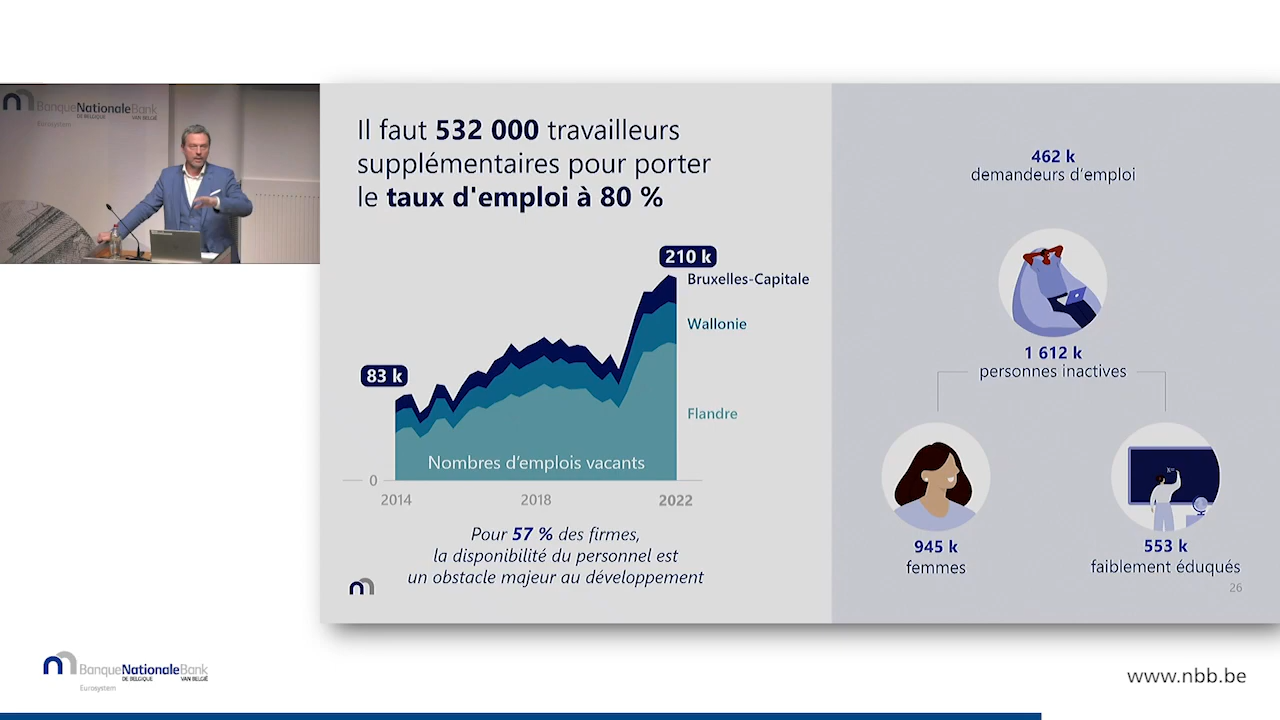 BanqueNationaleBank
DE BELGIQUE VAN BELGIË
Eurosystem
Il faut 532 000 travailleurs
supplémentaires pour porter
le taux d'emploi à 80 %
210 k
Bruxelles-Capitale
Wallonie
83 k
Flandre
Nombres d'emplois vacants
0
2014 2018 2022
Pour 57 % des firmes,
la disponibilité du personnel est
un obstacle majeur au développement
462 k
demandeurs d’emploi
1 612 k
personnes inactives
945 k
femmes
553 k
faiblement éduqués
26
BanqueNationaleBank
DE BELGIQUE VAN BELGIË
Eurosystem
www.nbb.be